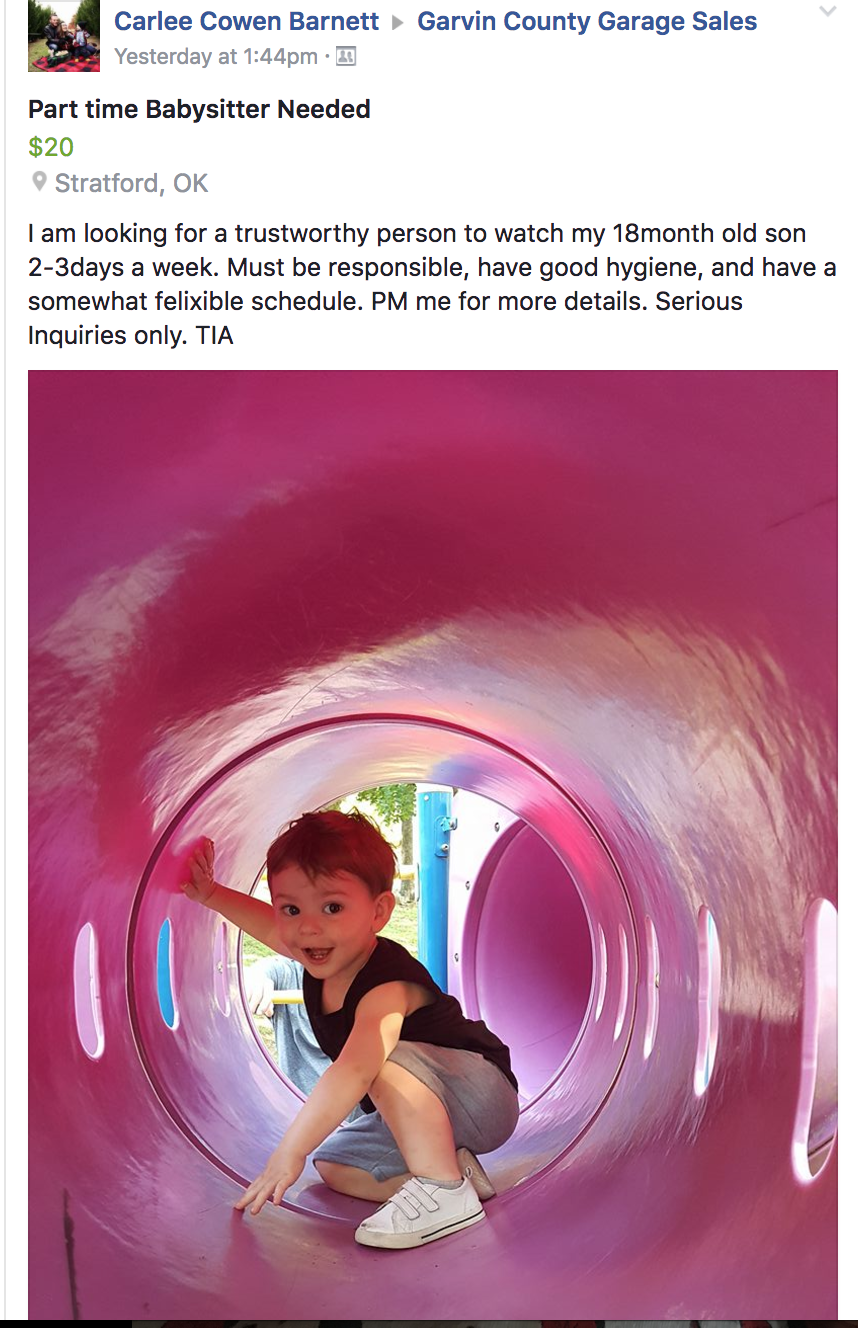 Carlee Cowen Barnett ▸ Garvin County Garage Sales
Yesterday at 1:44pm ·
Part time Babysitter Needed
$20
Stratford, OK
I am looking for a trustworthy person to watch my 18month old son
2-3days a week. Must be responsible, have good hygiene, and have a
somewhat felixible schedule. PM me for more details. Serious
Inquiries only. TIA